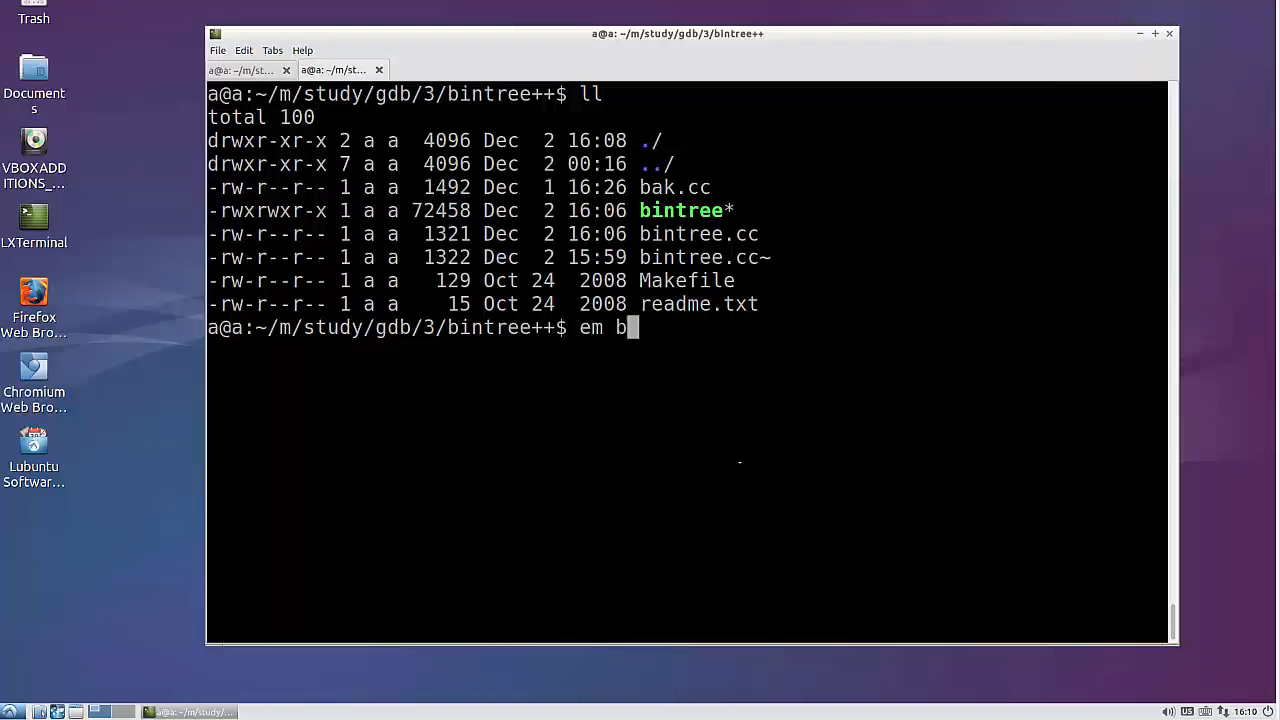 Trash
Document
s
VBOXADD
ITIONS_...
LXTerminal
Firefox
Web Bro...
Chromium
Web Bro...
Lubuntu
Softwar...
a@a: ~/m/study/gdb/3/bintree++
File Edit Tabs Help
a@a: ~/m/st... a@a: ~/m/st...
a@a:~/m/study/gdb/3/bintree++$ ll
total 100
drwxr-xr-x 2 a a 4096 Dec 2 16:08 ./
drwxr-xr-x 7 a a 4096 Dec 2 00:16 ../
-rw-r--r-- 1 a a 1492 Dec 1 16:26 bak.cc
-rwxrwxr-x 1 a a 72458 Dec 2 16:06 bintree*
-rw-r--r-- 1 a a 1321 Dec 2 16:06 bintree.cc
-rw-r--r-- 1 a a 1322 Dec 2 15:59 bintree.cc~
-rw-r--r-- 1 a a 129 Oct 24 2008 Makefile
-rw-r--r-- 1 a a 15 Oct 24 2008 readme.txt
a@a:~/m/study/gdb/3/bintree++$ em b
a@a: ~/m/study/...
US
16:10